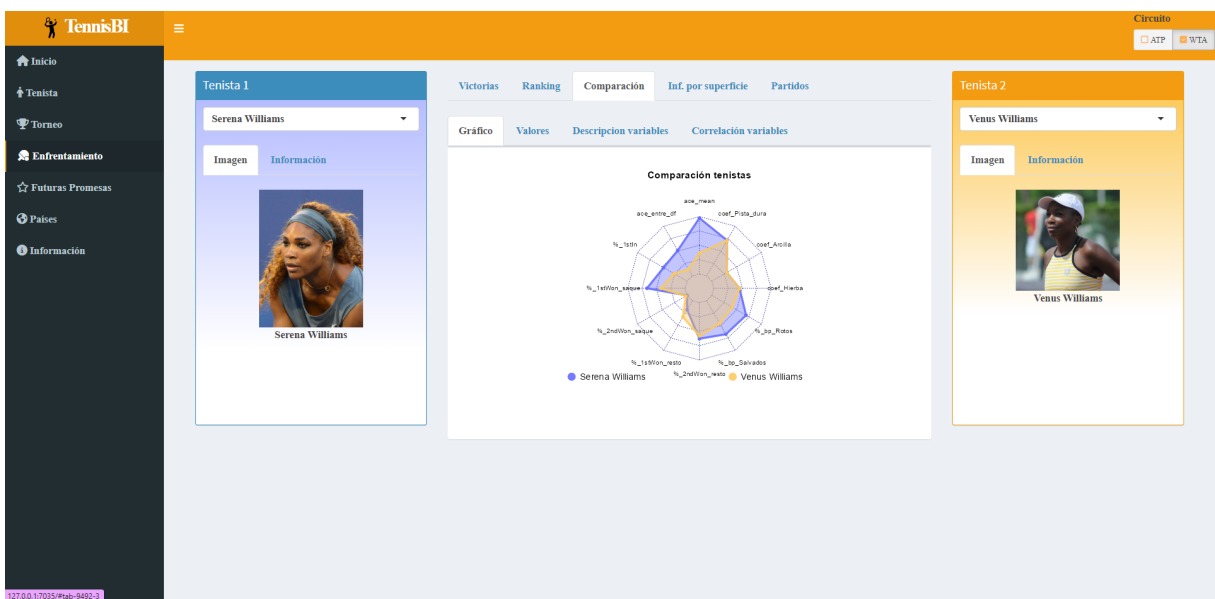 TennisBI
Circuito
ATP WTA
Inicio
Tenista
Torneo
Enfrentamiento
Futuras Promesas
Paises
Información
Tenista 1
Serena Williams
Imagen Información
Serena Williams
Victorias Ranking Comparación Inf. por superficie Partidos
Gráfico Valores Descripcion variables Correlación variables
Comparación tenistas
ace_mean
ace_entre_df coef_Pista_dura
%_1stIn coef_Arcilla
%_1stWon_saque coef_Hierba
%_2ndWon_saque %_bp_Rotos
%_1stWon_resto %_bp_Salvados
%_2ndWon_resto
Serena Williams Venus Williams
Tenista 2
Venus Williams
Imagen Información
Venus Williams
127.0.0.1:7035/#tab-9492-3